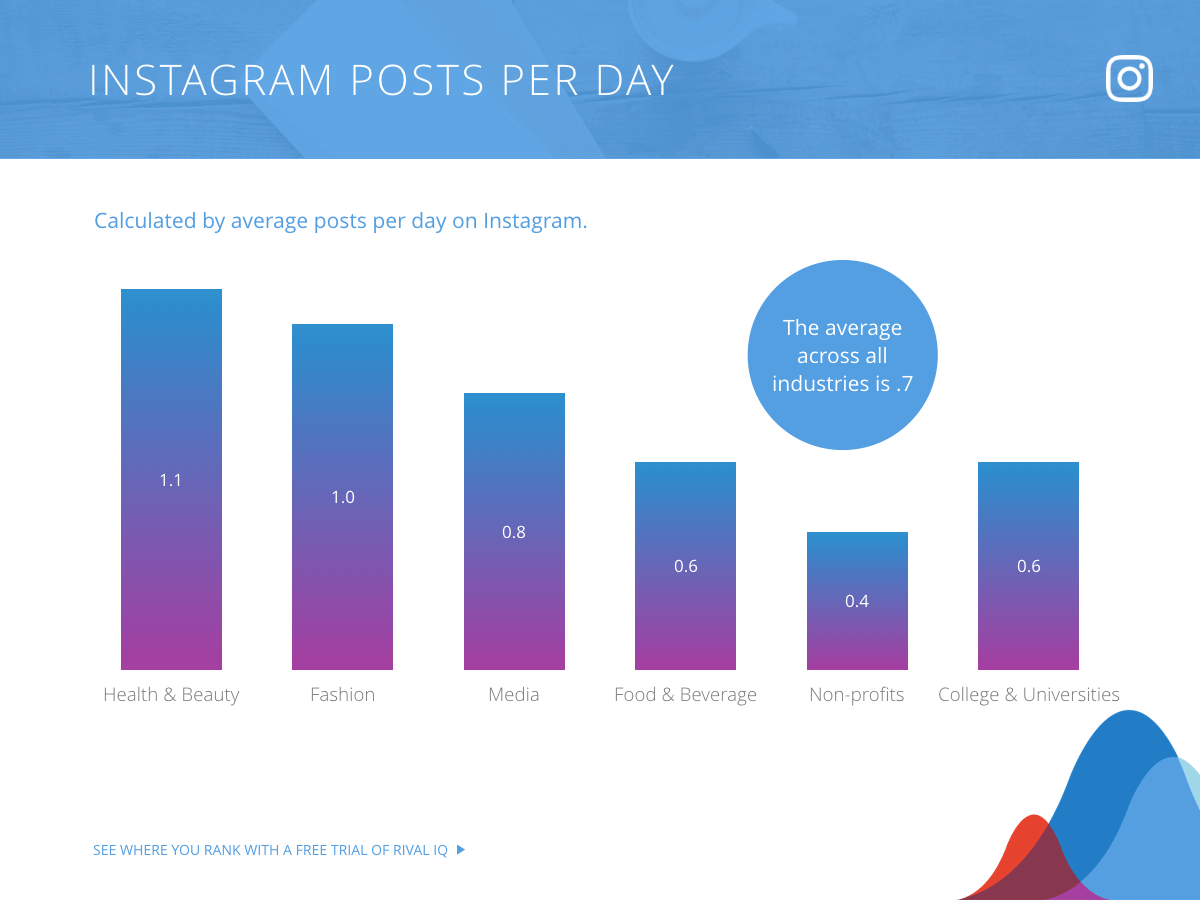 INSTAGRAM POSTS PER DAY
Calculated by average posts per day on Instagram.
The average
across all
industries is .7
1.1
1.0
0.8
0.6
0.4
0.6
Health & Beauty
Fashion
Media
Food & Beverage
Non-profits
College & Universities
SEE WHERE YOU RANK WITH A FREE TRIAL OF RIVAL IQ